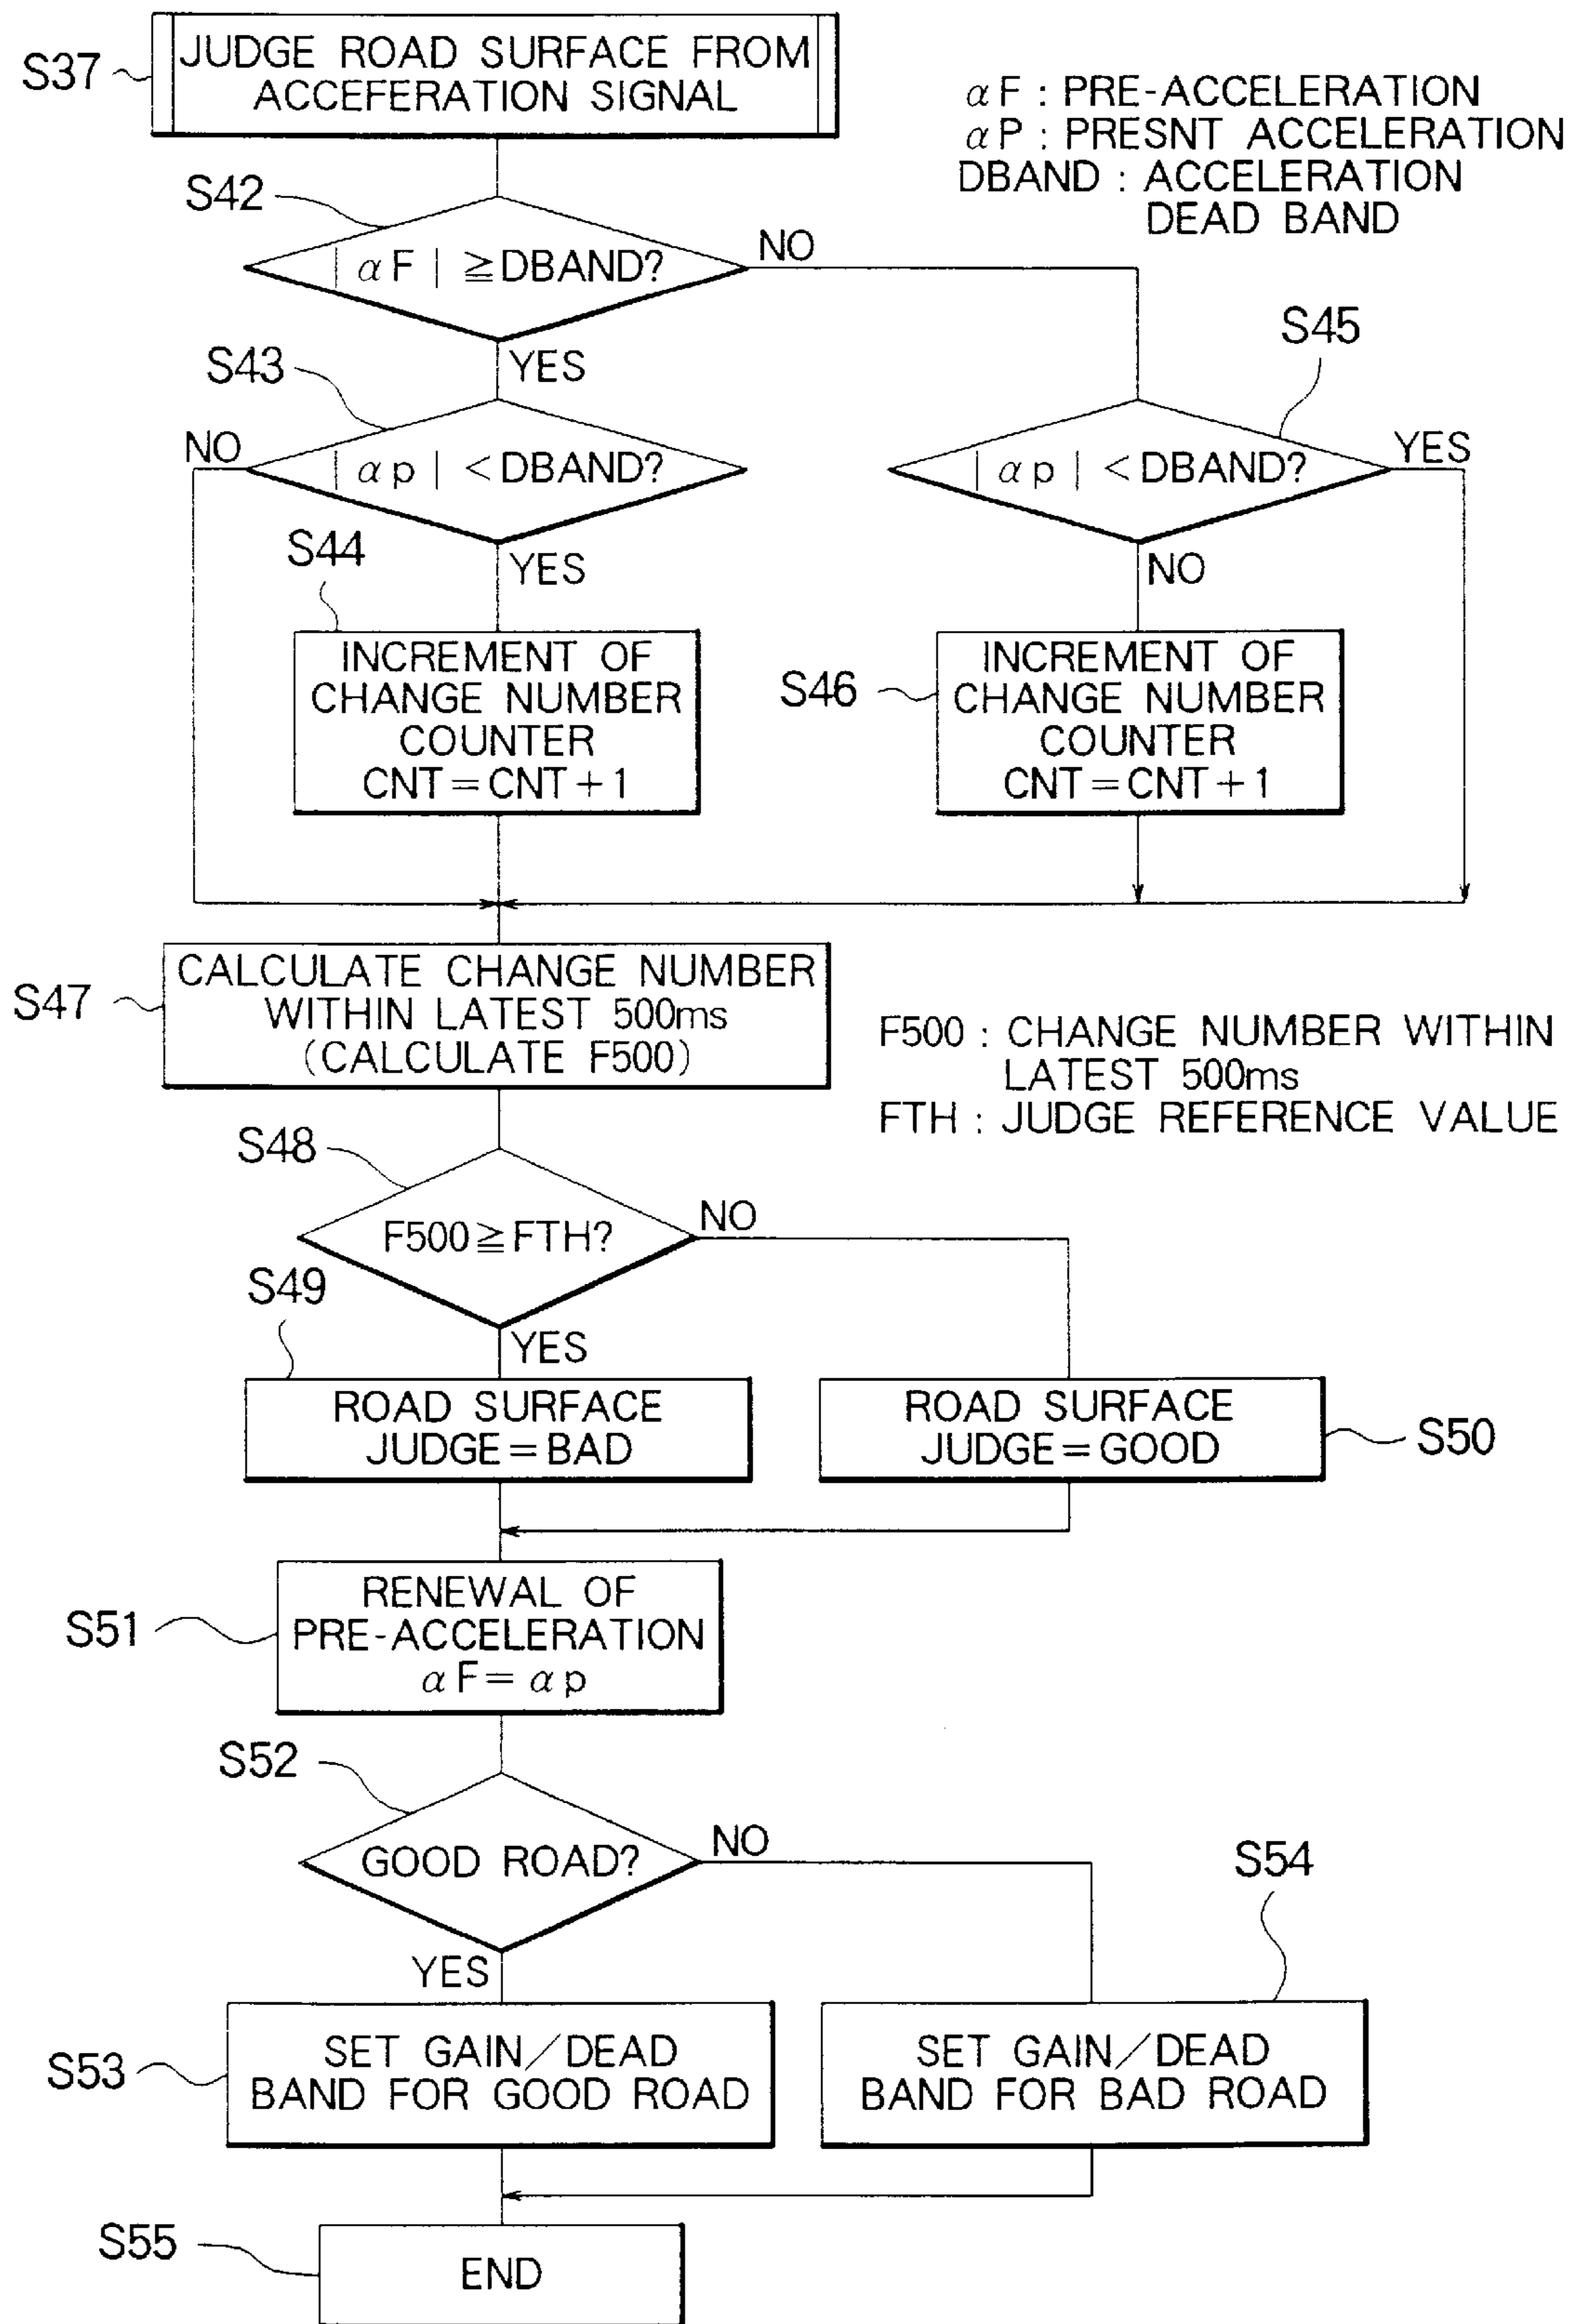 S37
JUDGE ROAD SURFACE FROM
ACCEFERATION SIGNAL
αF : PRE-ACCELERATION
αP : PRESNT ACCELERATION
DBAND : ACCELERATION
DEAD BAND
S42
|αF| ≧DBAND?
NO
YES
S43
NO
|αp| <DBAND?
YES
S45
|αp| <DBAND?
YES
NO
S44
INCREMENT OF
CHANGE NUMBER
COUNTER
CNT=CNT+1
S46
INCREMENT OF
CHANGE NUMBER
COUNTER
CNT=CNT+1
S47
CALCULATE CHANGE NUMBER
WITHIN LATEST 500ms
(CALCULATE F500)
F500 : CHANGE NUMBER WITHIN
LATEST 500ms
FTH : JUDGE REFERENCE VALUE
S48
F500≧FTH?
NO
YES
S49
ROAD SURFACE
JUDGE=BAD
ROAD SURFACE
JUDGE=GOOD
S50
S51
RENEWAL OF
PRE-ACCELERATION
αF=αp
S52
GOOD ROAD?
NO
YES
S53
SET GAIN/DEAD
BAND FOR GOOD ROAD
S54
SET GAIN/DEAD
BAND FOR BAD ROAD
S55
END